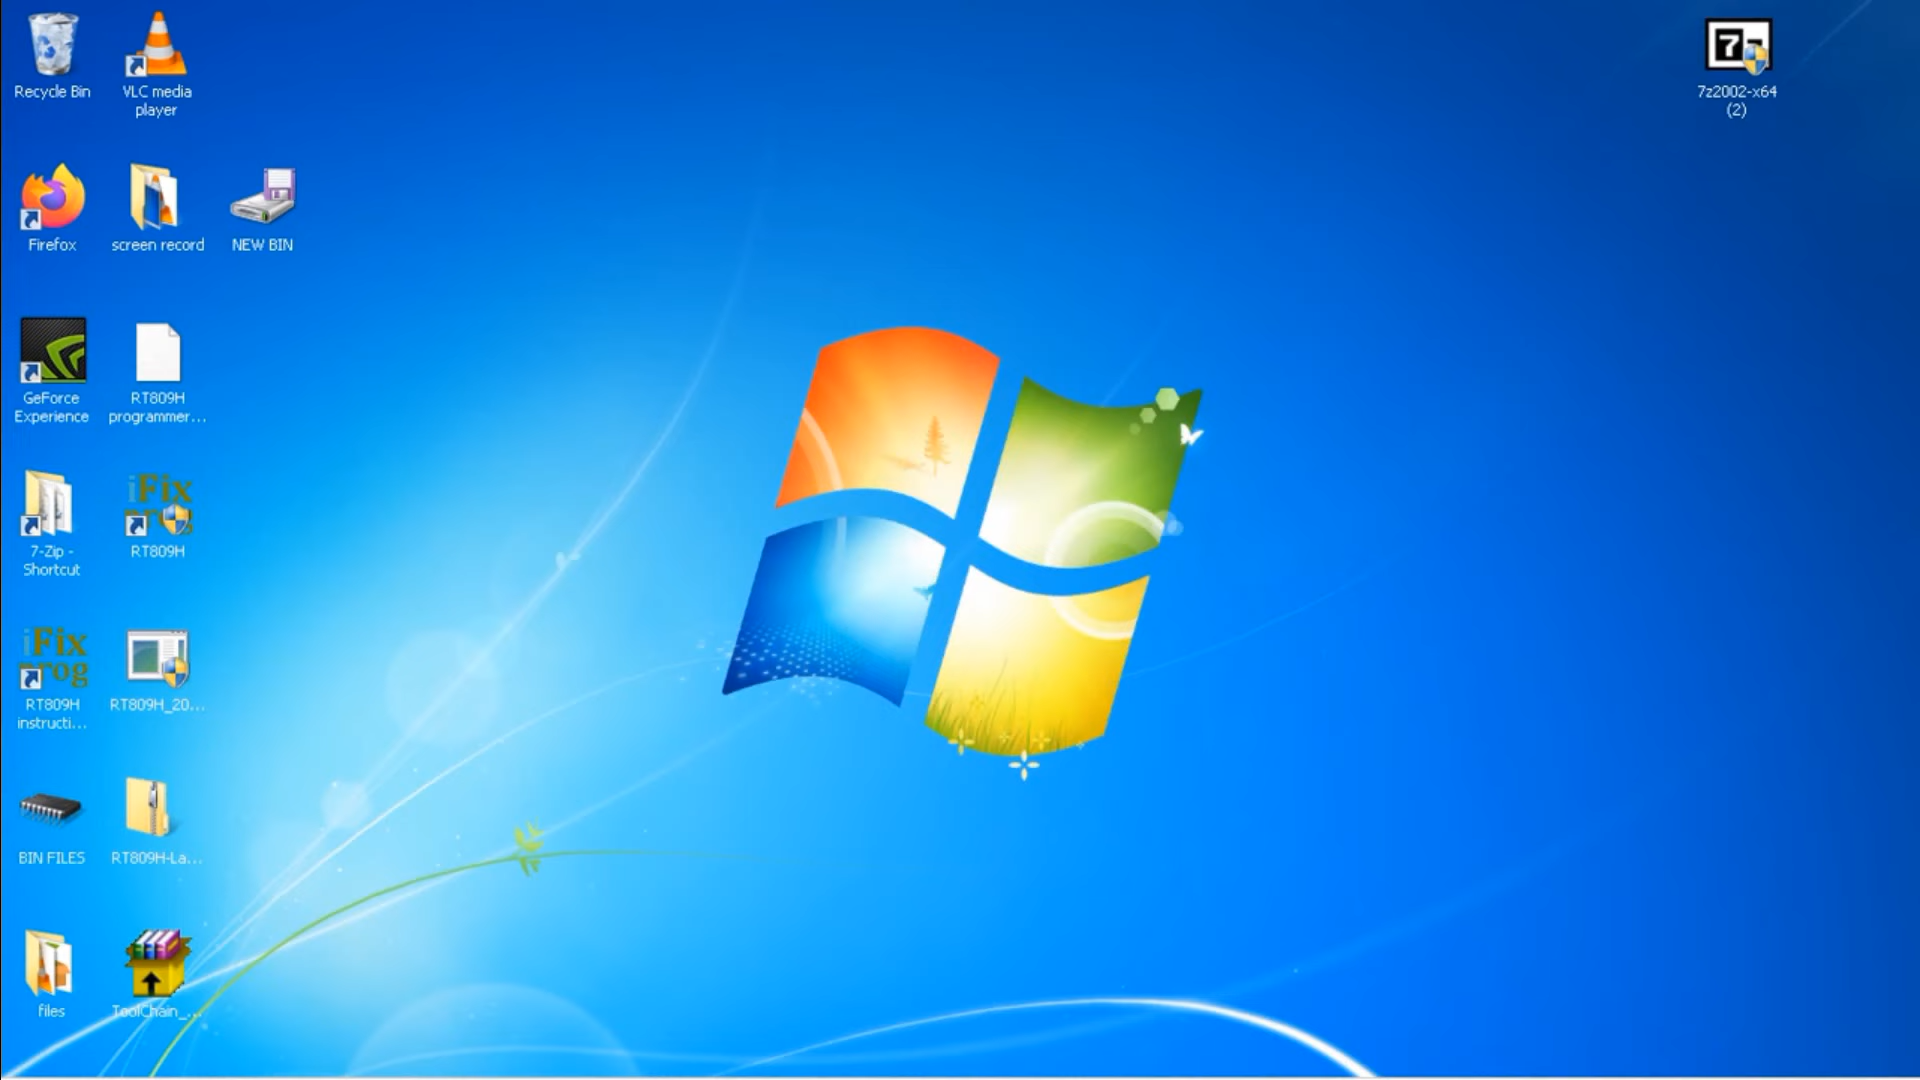 Recycle Bin
VLC media
player
7z2002-x64
(2)
Firefox
screen record
NEW BIN
GeForce
Experience
RT809H
programmer...
7-Zip -
Shortcut
iFix
RT809H
iFix
rog
RT809H
instructi...
RT809H_20...
BIN FILES
RT809H-La...
files
ToolChain_...